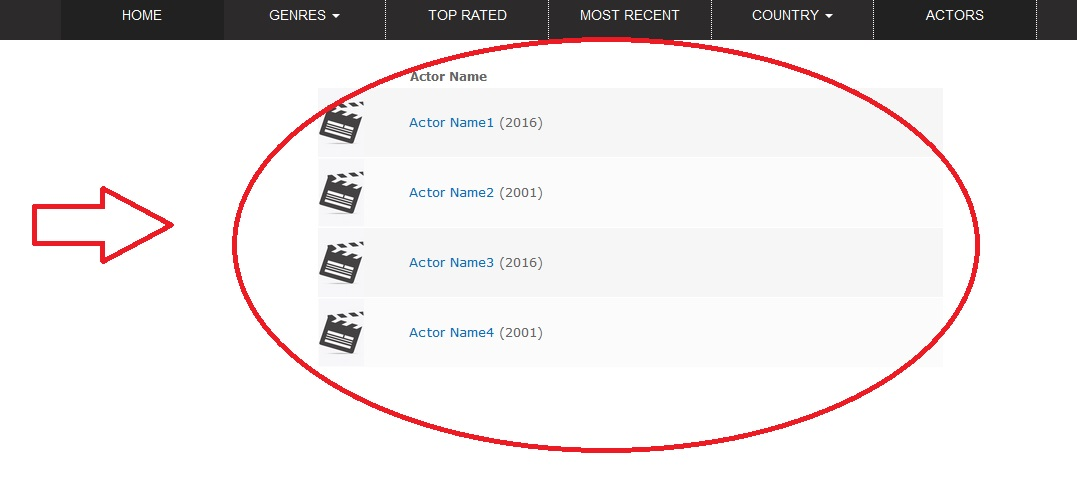 HOME GENRES TOP RATED MOST RECENT COUNTRY ACTORS
Actor Name
Actor Name1 (2016)
Actor Name2 (2001)
Actor Name3 (2016)
Actor Name4 (2001)